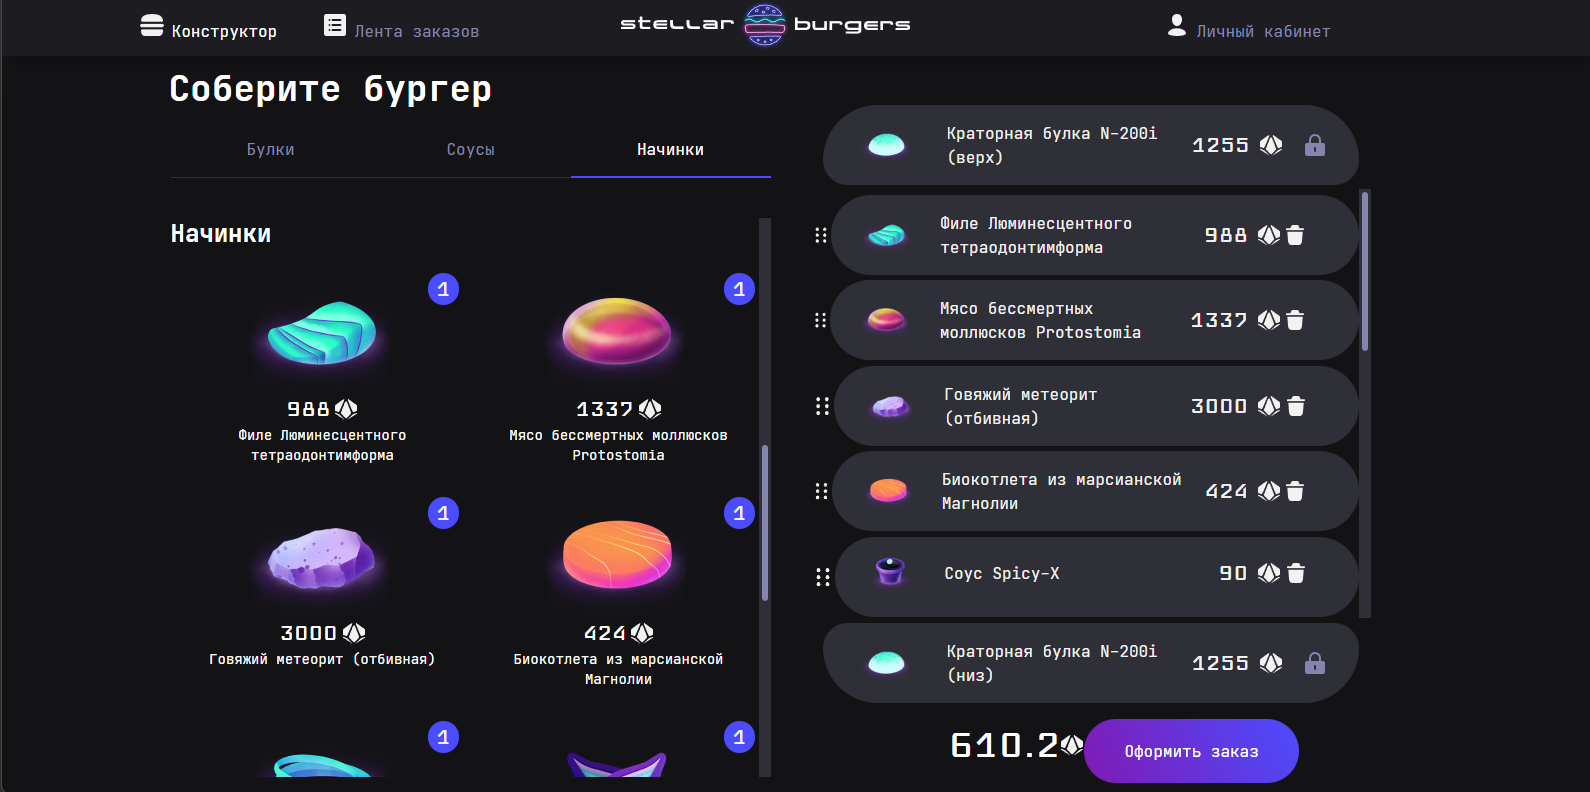 Конструктор
Лента заказов
stellar burgers
Личный кабинет
Соберите бургер
Булки
Соусы
Начинки
Начинки
1
1
988
1337
Филе Люминесцентного
тетраодонтимформа
Мясо бессмертных моллюсков
Protostomia
1
1
3000
424
Говяжий метеорит (отбивная)
Биокотлета из марсианской
Магнолии
1
1
Краторная булка N-200i
(верх)
1255
Филе Люминесцентного
тетраодонтимформа
988
Мясо бессмертных
моллюсков Protostomia
1337
Говяжий метеорит
(отбивная)
3000
Биокотлета из марсианской
Магнолии
424
Соус Spicy-X
90
Краторная булка N-200i
(низ)
1255
610.2
Оформить заказ